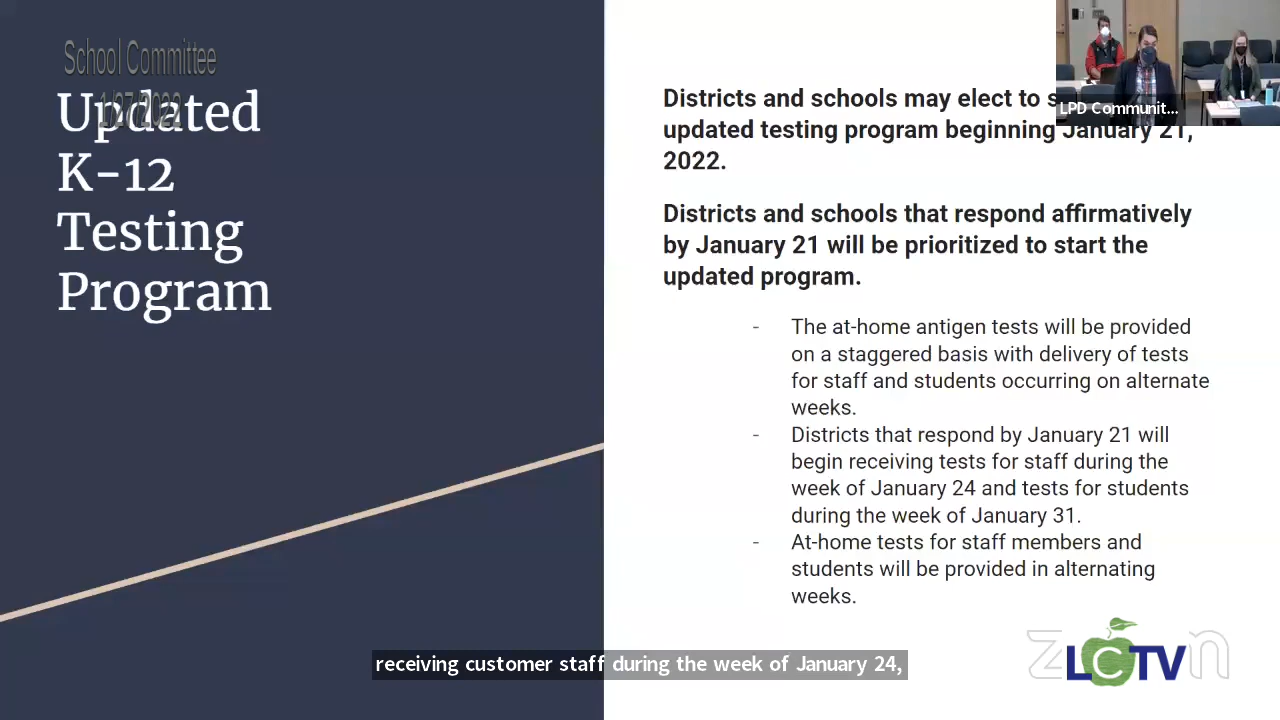 School Committee
1/27/2022
Updated
K-12
Testing
Program
Districts and schools may elect to s
updated testing program beginning January 21,
2022.
Districts and schools that respond affirmatively
by January 21 will be prioritized to start the
updated program.
- The at-home antigen tests will be provided
on a staggered basis with delivery of tests
for staff and students occurring on alternate
weeks.
- Districts that respond by January 21 will
begin receiving tests for staff during the
week of January 24 and tests for students
during the week of January 31.
- At-home tests for staff members and
students will be provided in alternating
weeks.
LPD Communit...
receiving customer staff during the week of January 24,
zoom
LCTV